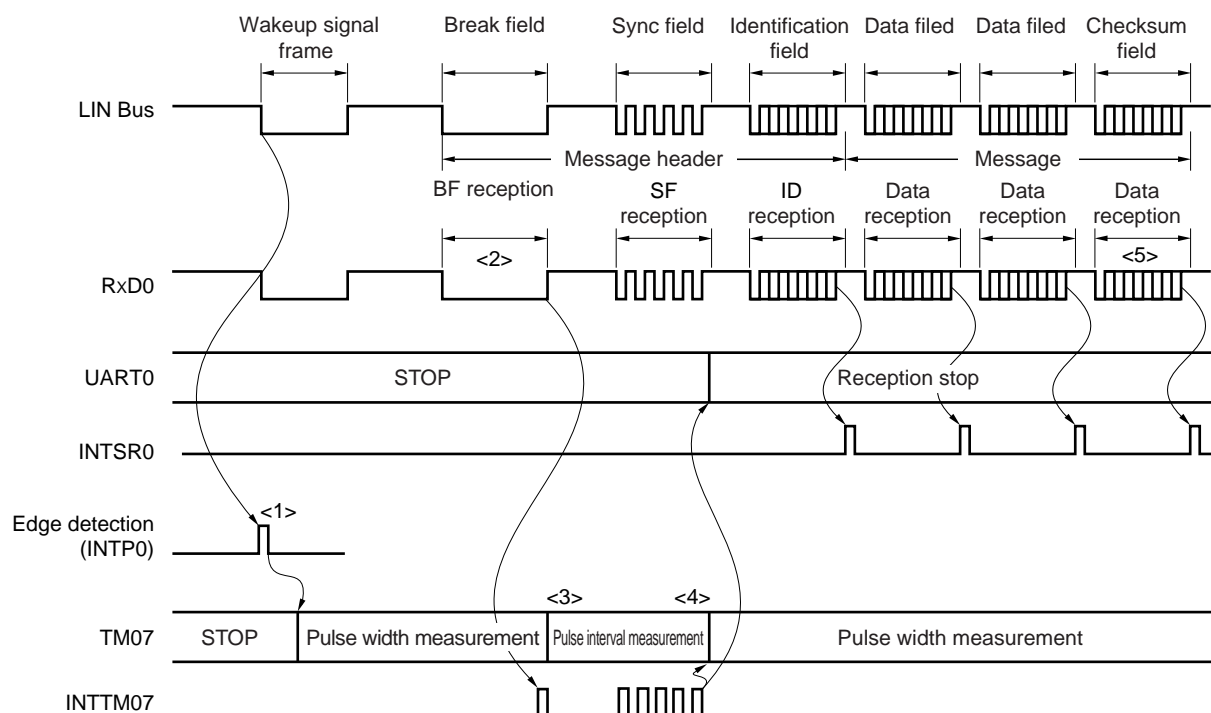 Wakeup signal frame
Break field
Sync field
Identification field
Data filed
Data filed
Checksum field
LIN Bus
Message header
Message
BF reception
SF reception
ID reception
Data reception
Data reception
Data reception
<2>
<5>
RxD0
UART0
STOP
Reception stop
INTSR0
<1>
Edge detection (INTP0)
<3>
<4>
TM07
STOP
Pulse width measurement
Pulse interval measurement
Pulse width measurement
INTTM07